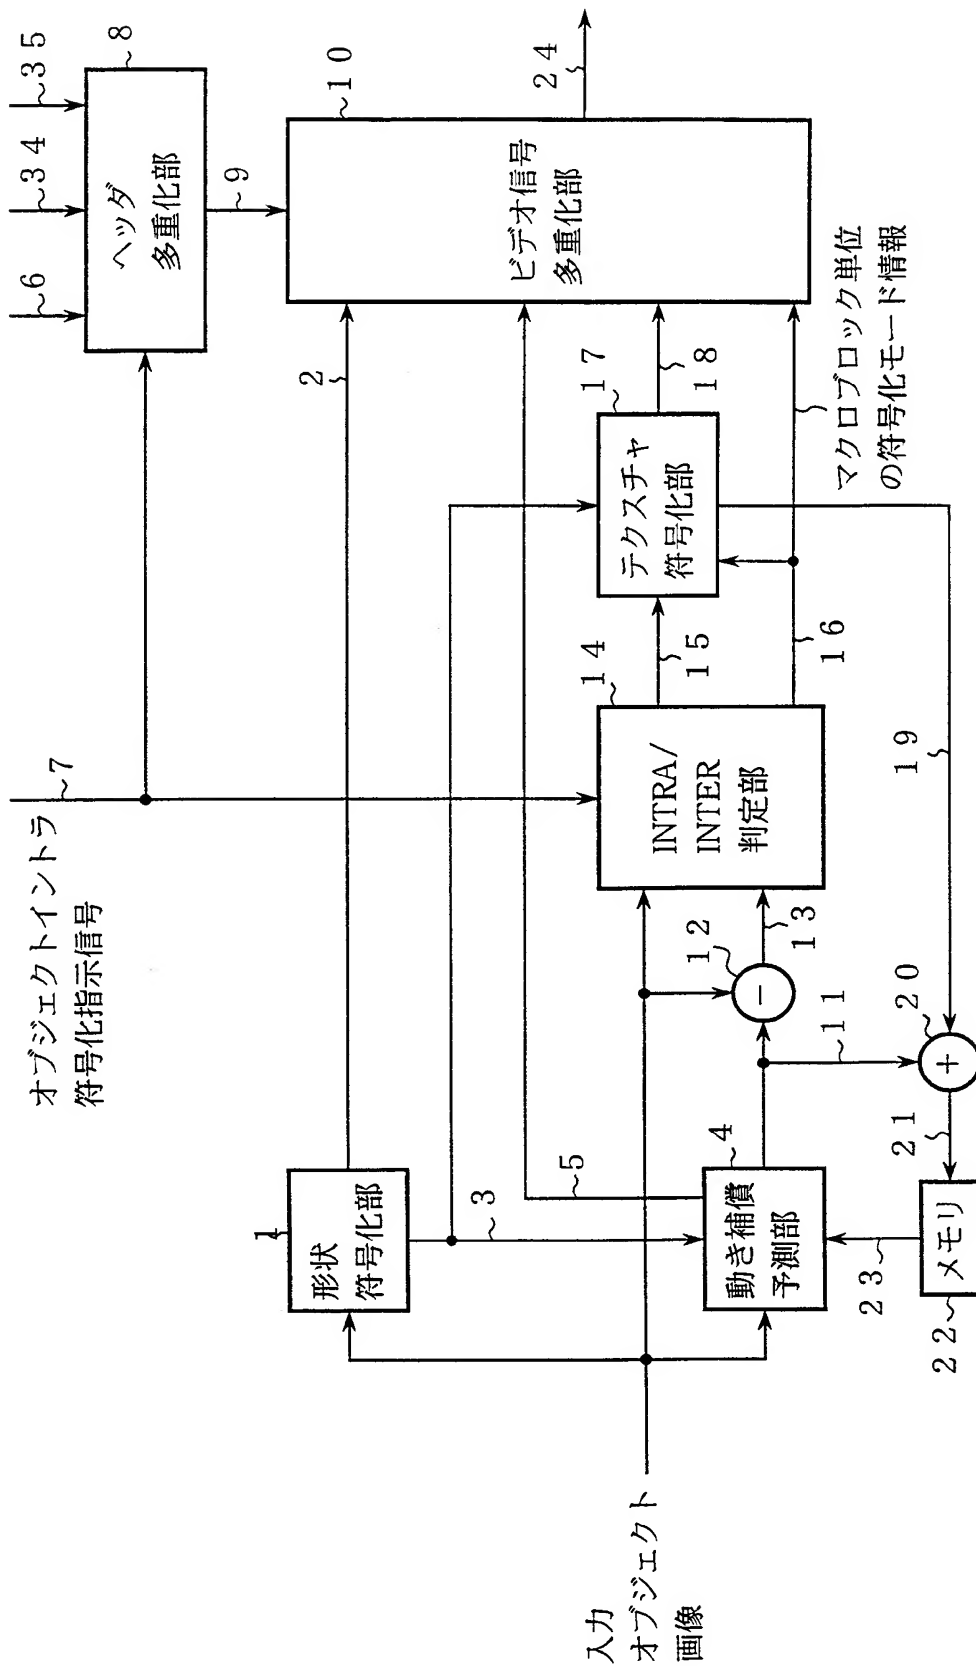 オブジェクトイントラ
符号化指示信号
7
6
34
35
ヘッダ
多重化部
8
9
1
形状
符号化部
2
3
5
ビデオ信号
多重化部
10
24
入力
オブジェクト
画像
動き補償
予測部
4
12
-
13
11
INTRA/
INTER
判定部
14
15
16
テクスチャ
符号化部
17
18
マクロブロック単位
の符号化モード情報
19
+
20
21
メモリ
22
23